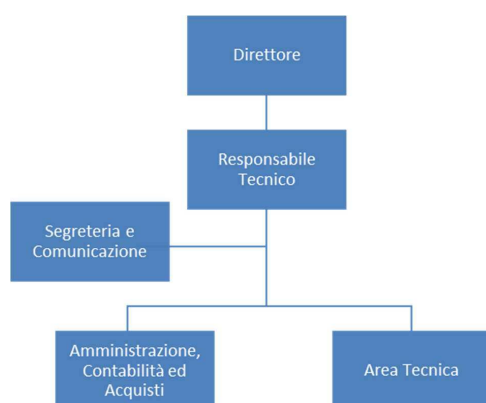 Direttore
Responsabile
Tecnico
Segreteria e
Comunicazione
Amministrazione,
Contabilità ed
Acquisti
Area Tecnica